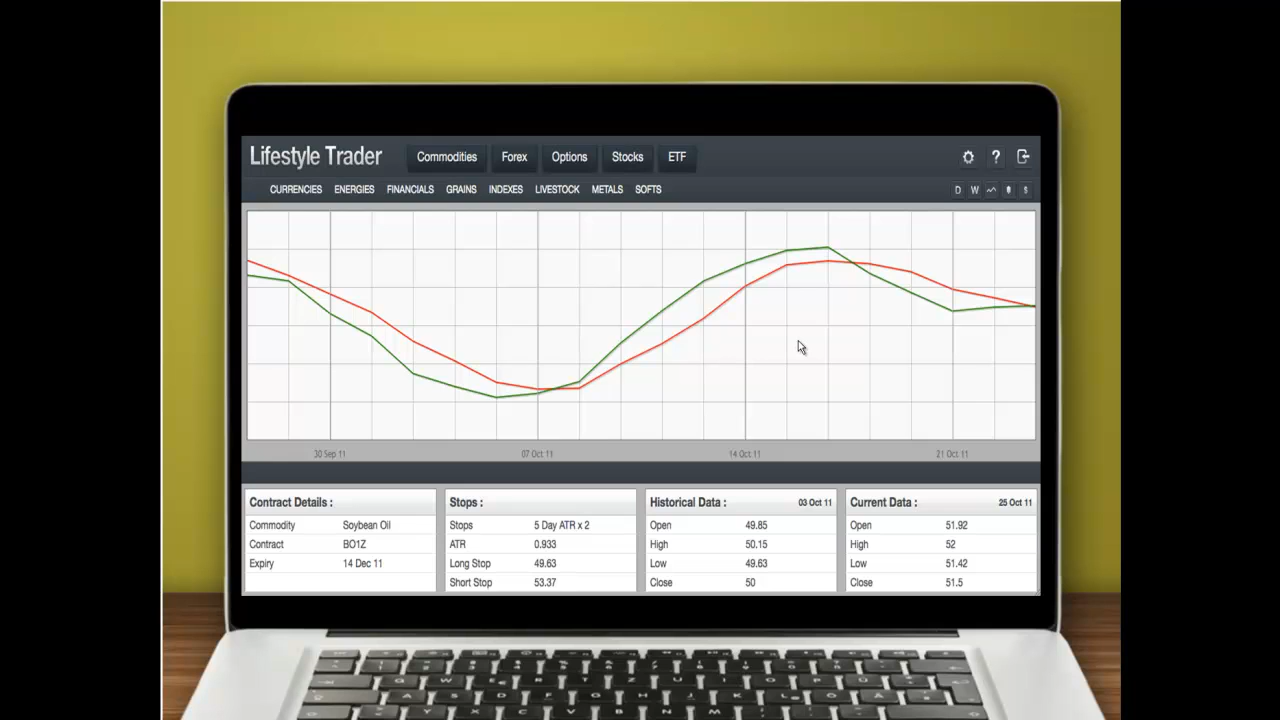 Lifestyle Trader Commodities Forex Options Stocks ETF ?
CURRENCIES ENERGIES FINANCIALS GRAINS INDEXES LIVESTOCK METALS SOFTS D W $
30 Sep 11 07 Oct 11 14 Oct 11 21 Oct 11
Contract Details :
Commodity Soybean Oil
Contract BO1Z
Expiry 14 Dec 11
Stops :
Stops 5 Day ATR x 2
ATR 0.933
Long Stop 49.63
Short Stop 53.37
Historical Data : 03 Oct 11
Open 49.85
High 50.15
Low 49.63
Close 50
Current Data : 25 Oct 11
Open 51.92
High 52
Low 51.42
Close 51.5